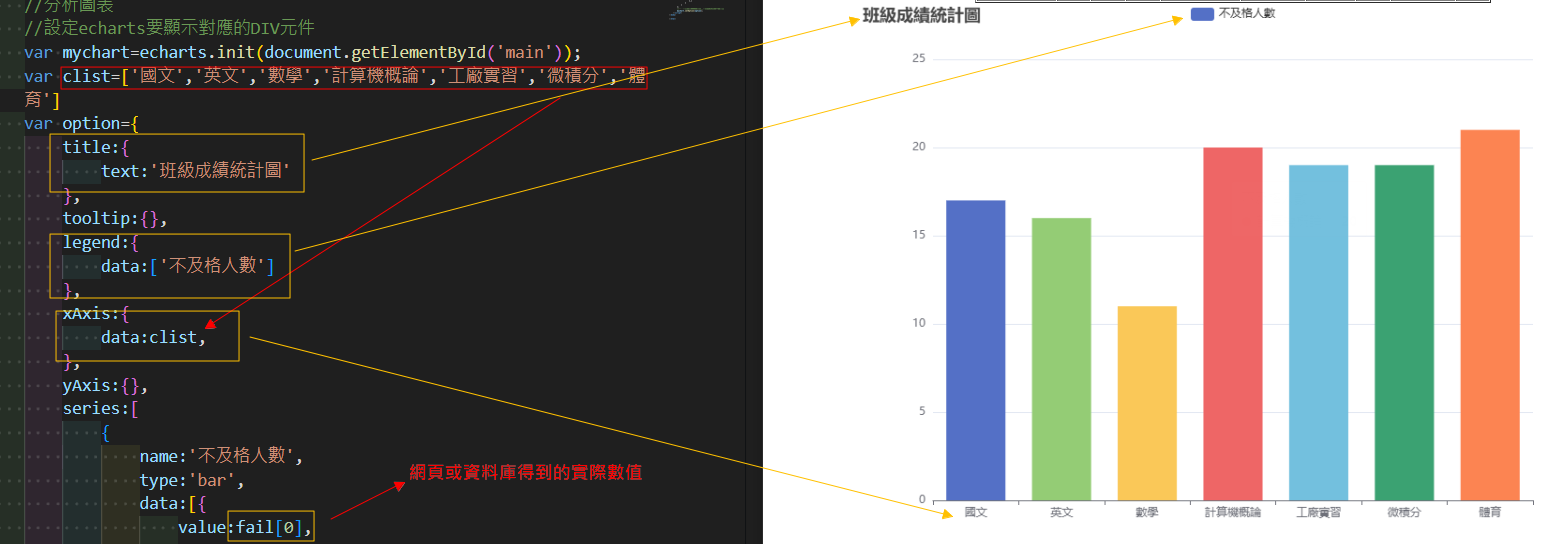 //分析圖表
//設定echarts要顯示對應的DIV元件
var mychart=echarts.init(document.getElementById('main'));
var clist=['國文','英文','數學','計算機概論','工廠實習','微積分','體
育']
var option={
title:{
text:'班級成績統計圖'
},
tooltip:{},
legend:{
data:['不及格人數']
},
xAxis:{
data:clist,
},
yAxis:{},
series:[
{
name:'不及格人數',
type:'bar',
data:[{
value:fail[0],
網頁或資料庫得到的實際數值
班級成績統計圖
不及格人數
25
20
15
10
5
0
國文 英文 數學 計算機概論 工廠實習 微積分 體育